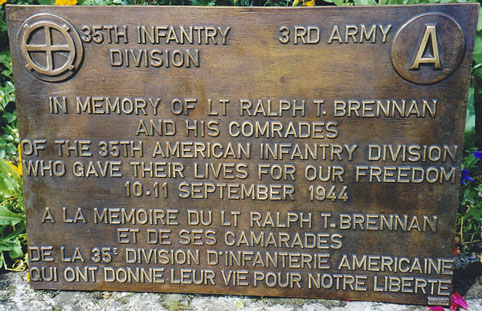 35TH INFANTRY DIVISION
3RD ARMY
A
IN MEMORY OF LT RALPH T. BRENNAN
AND HIS COMRADES
OF THE 35TH AMERICAN INFANTRY DIVISION
WHO GAVE THEIR LIVES FOR OUR FREEDOM
10-11 SEPTEMBER 1944
A LA MEMOIRE DU LT RALPH T. BRENNAN
ET DE SES CAMARADES
DE LA 35e DIVISION D'INFANTERIE AMERICAINE
QUI ONT DONNE LEUR VIE POUR NOTRE LIBERTE